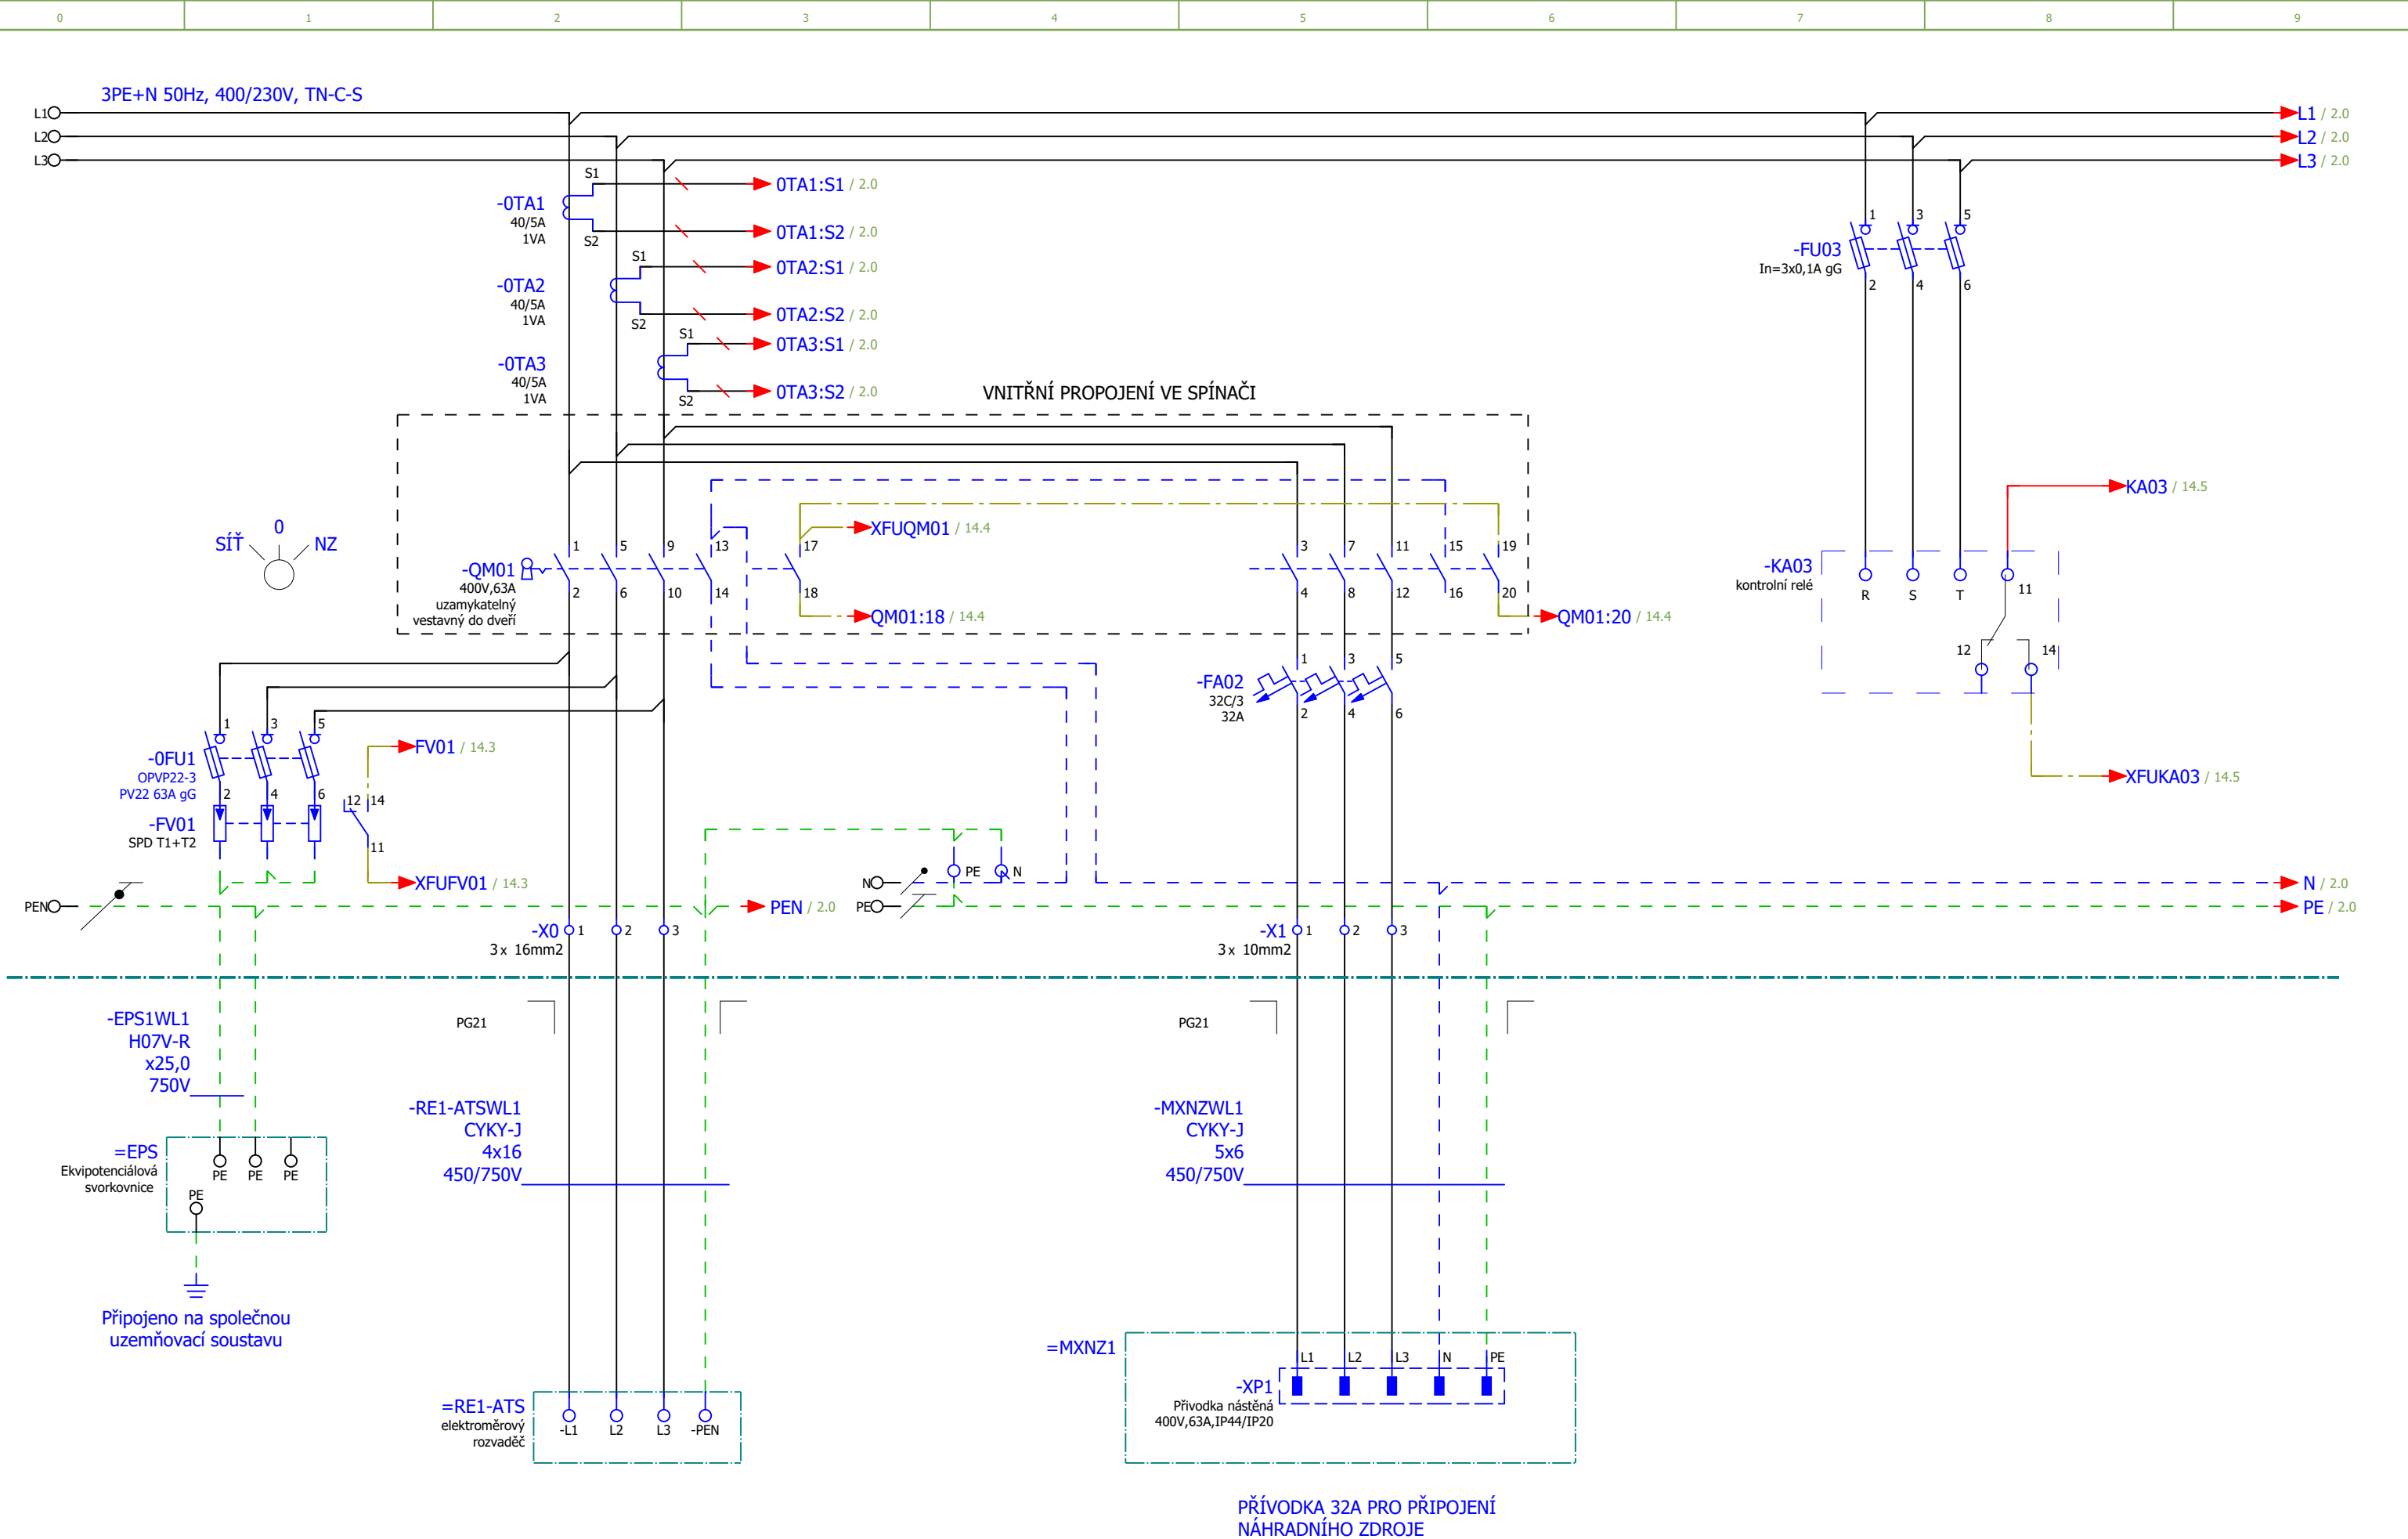 0 1 2 3 4 5 6 7 8 9
3PE+N 50Hz, 400/230V, TN-C-S
L1
L2
L3
L1 / 2.0
L2 / 2.0
L3 / 2.0
-0TA1
40/5A
1VA
S1
S2
0TA1:S1 / 2.0
0TA1:S2 / 2.0
-0TA2
40/5A
1VA
S1
S2
0TA2:S1 / 2.0
0TA2:S2 / 2.0
-0TA3
40/5A
1VA
S1
S2
0TA3:S1 / 2.0
0TA3:S2 / 2.0
-FU03
In=3x0,1A gG
1 3 5
2 4 6
VNITŘNÍ PROPOJENÍ VE SPÍNAČI
SÍŤ 0 NZ
-QM01
400V,63A
uzamykatelný
vestavný do dveří
1 5 9 13 17
2 6 10 14 18
XFUQM01 / 14.4
QM01:18 / 14.4
3 7 11 15 19
4 8 12 16 20
QM01:20 / 14.4
KA03 / 14.5
-KA03
kontrolní relé
R S T 11
12 14
XFUKA03 / 14.5
-FA02
32C/3
32A
1 3 5
2 4 6
-0FU1
OPVP22-3
PV22 63A gG
1 3 5
2 4 6
-FV01
SPD T1+T2
12 14
11
FV01 / 14.3
XFUFV01 / 14.3
PEN
PEN / 2.0
N
PE
PE N
N / 2.0
PE / 2.0
-X0 1 2 3
3x 16mm2
-X1 1 2 3
3x 10mm2
PG21
PG21
-EPS1WL1
H07V-R
x25,0
750V
-RE1-ATSWL1
CYKY-J
4x16
450/750V
-MXNZWL1
CYKY-J
5x6
450/750V
=EPS
Ekvipotenciálová
svorkovnice
PE PE PE
PE
Připojeno na společnou
uzemňovací soustavu
=RE1-ATS
elektroměrový
rozvaděč
-L1 L2 L3 -PEN
=MXNZ1
L1 L2 L3 N PE
-XP1
Přivodka nástěná
400V,63A,IP44/IP20
PŘÍVODKA 32A PRO PŘIPOJENÍ
NÁHRADNÍHO ZDROJE